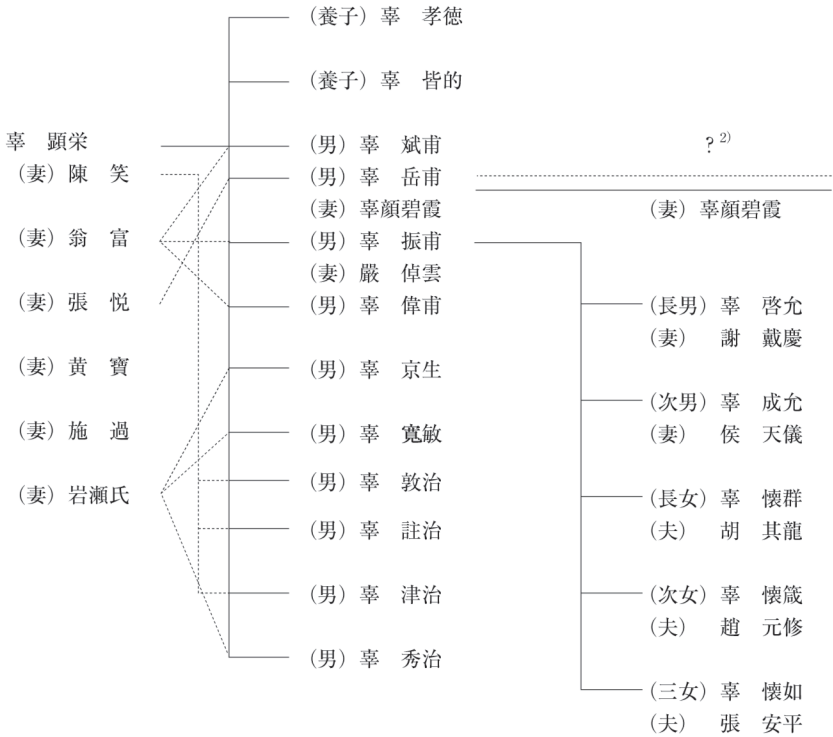 (養子) 辜　孝徳
(養子) 辜　皆的
辜　顕栄
(妻) 陳　笑
(妻) 翁　富
(妻) 張　悦
(妻) 黄　寶
(妻) 施　過
(妻) 岩瀬氏
(男) 辜　斌甫
(男) 辜　岳甫
(妻) 辜顔碧霞
(男) 辜　振甫
(妻) 嚴　倬雲
(男) 辜　偉甫
(男) 辜　京生
(男) 辜　寬敏
(男) 辜　敦治
(男) 辜　註治
(男) 辜　津治
(男) 辜　秀治
? 2)
(妻) 辜顔碧霞
(長男) 辜　啓允
(妻)　謝　戴慶
(次男) 辜　成允
(妻)　侯　天儀
(長女) 辜　懐群
(夫)　胡　其龍
(次女) 辜　懐箴
(夫)　趙　元修
(三女) 辜　懐如
(夫)　張　安平